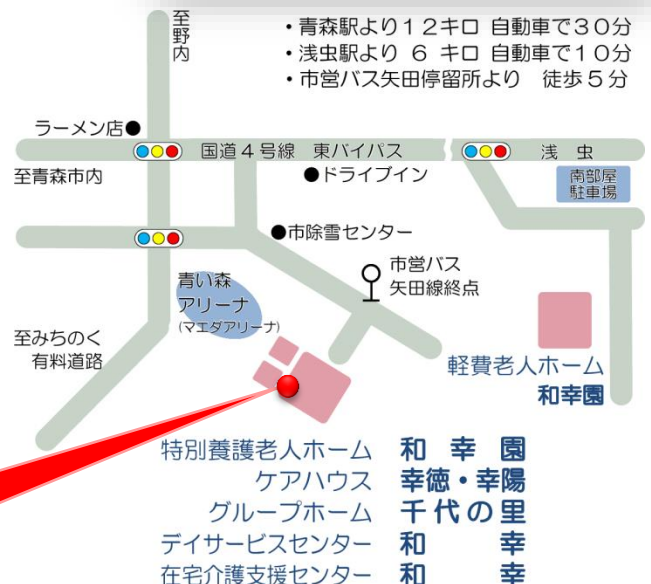 ・青森駅より１２キロ 自動車で３０分
・浅虫駅より ６ キロ 自動車で１０分
・市営バス矢田停留所より 徒歩５分
至野内
ラーメン店●
国道４号線 東バイパス
浅 虫
至青森市内
●ドライブイン
南部屋
駐車場
●市除雪センター
市営バス
矢田線終点
青い森
アリーナ
(マエダアリーナ)
至みちのく
有料道路
軽費老人ホーム
和幸園
特別養護老人ホーム 和 幸 園
ケアハウス 幸徳・幸陽
グループホーム 千代の里
デイサービスセンター 和 幸
在宅介護支援センター 和 幸